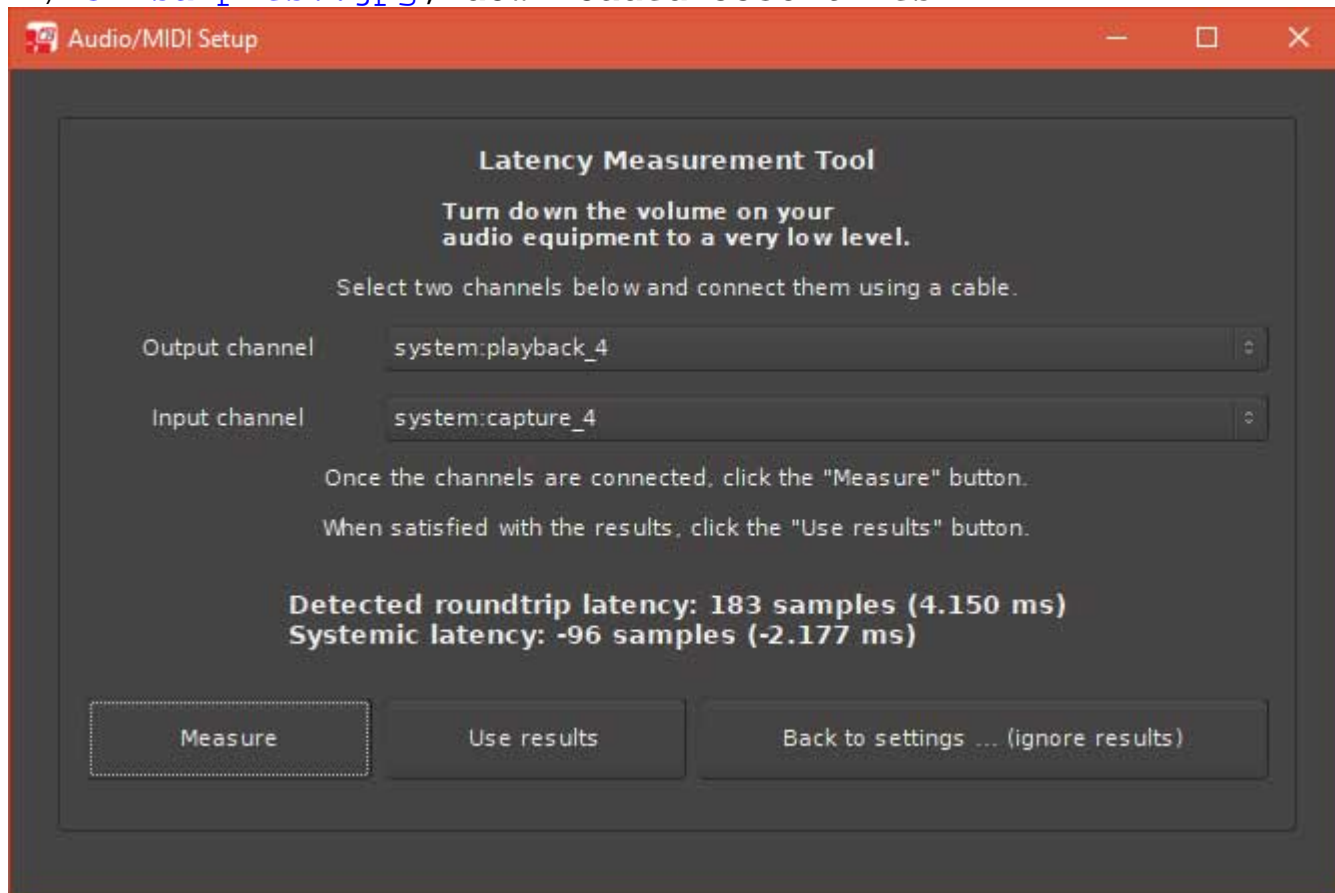 Audio/MIDI Setup
Latency Measurement Tool
Turn down the volume on your
audio equipment to a very low level.
Select two channels below and connect them using a cable.
Output channel system:playback_4
Input channel system:capture_4
Once the channels are connected, click the "Measure" button.
When satisfied with the results, click the "Use results" button.
Detected roundtrip latency: 183 samples (4.150 ms)
Systemic latency: -96 samples (-2.177 ms)
Measure Use results Back to settings ... (ignore results)